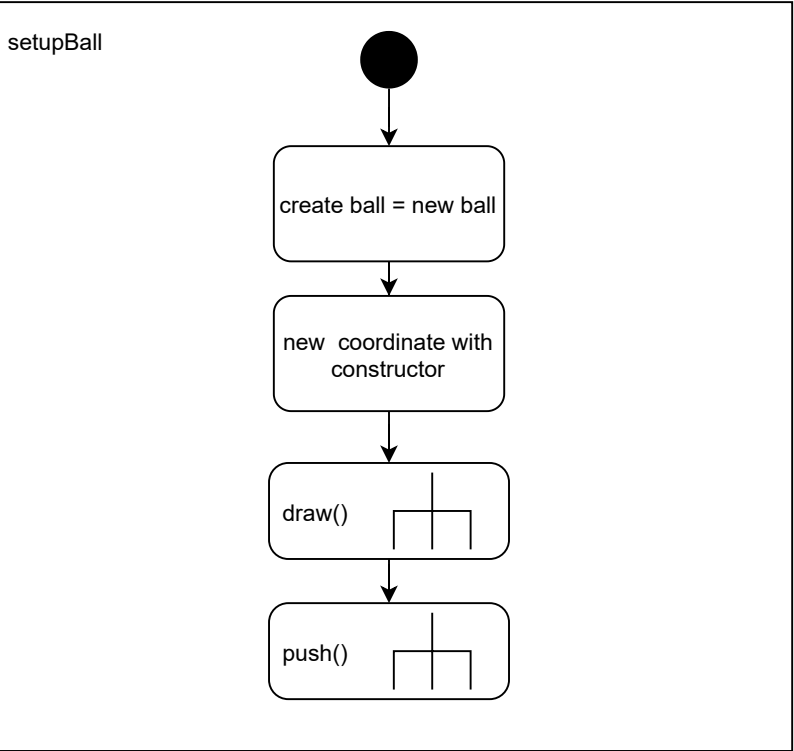 setupBall
create ball = new ball
new  coordinate with
constructor
draw()
push()